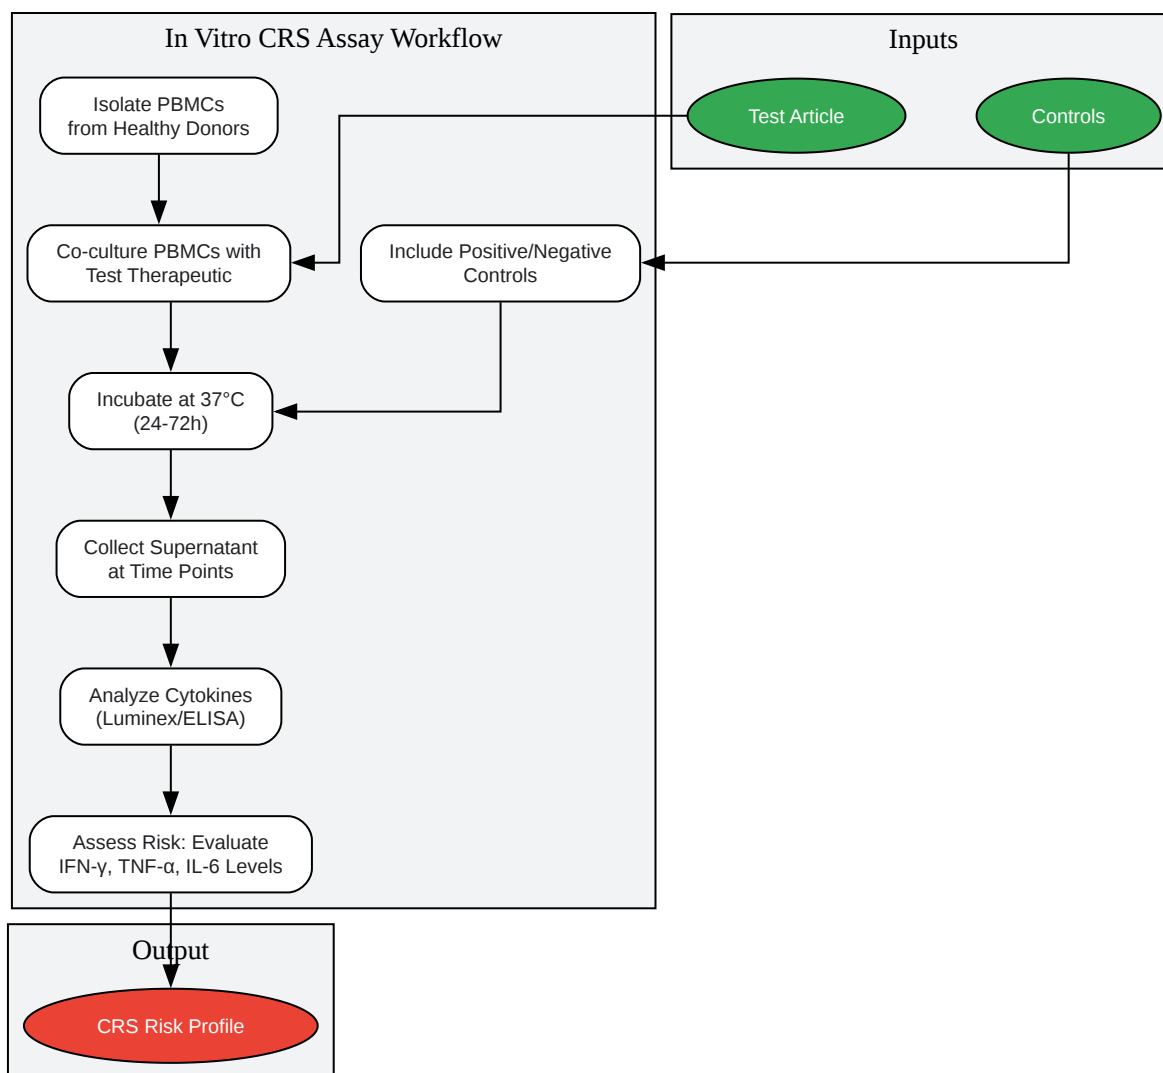 In Vitro CRS Assay Workflow
Inputs
Isolate PBMCs
from Healthy Donors
Test Article
Controls
Co-culture PBMCs with
Test Therapeutic
Include Positive/Negative
Controls
Incubate at 37°C
(24-72h)
Collect Supernatant
at Time Points
Analyze Cytokines
(Luminex/ELISA)
Assess Risk: Evaluate
IFN-γ, TNF-α, IL-6 Levels
Output
CRS Risk Profile